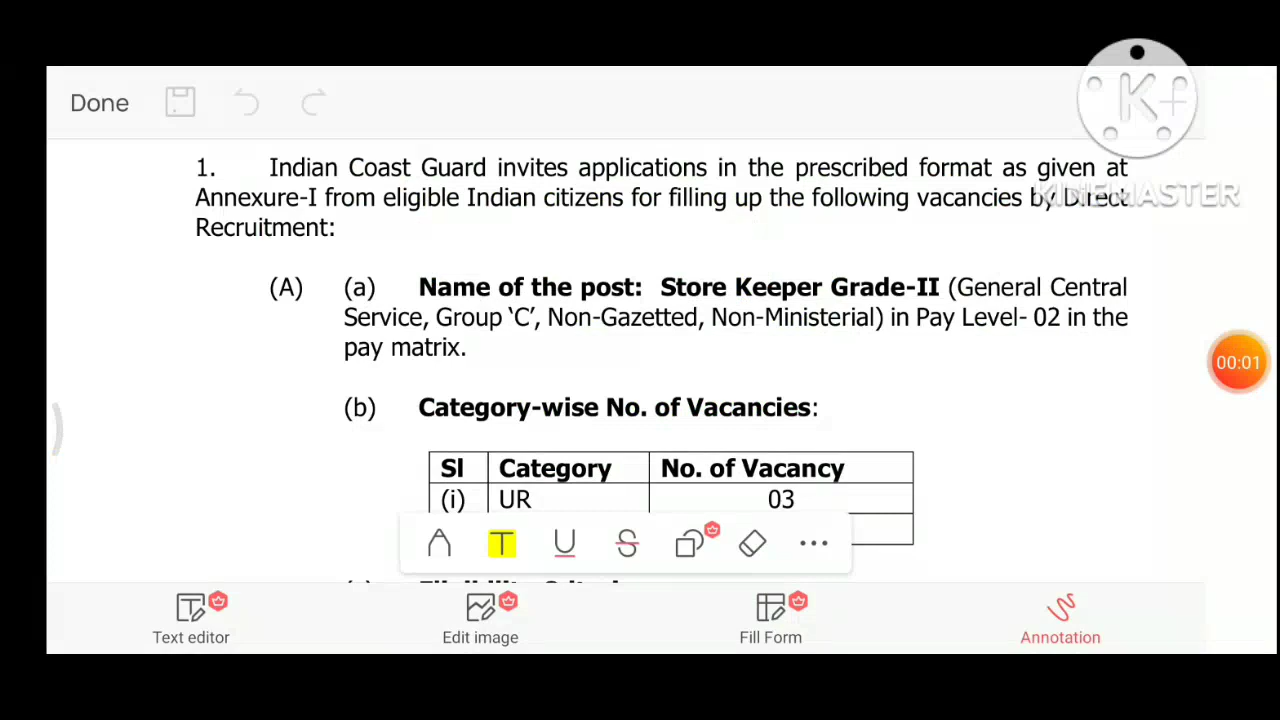 Done
K+
KINEMASTER
1. Indian Coast Guard invites applications in the prescribed format as given at
Annexure-I from eligible Indian citizens for filling up the following vacancies by Direct
Recruitment:
(A) (a) Name of the post: Store Keeper Grade-II (General Central
Service, Group ‘C’, Non-Gazetted, Non-Ministerial) in Pay Level- 02 in the
pay matrix.
00:01
(b) Category-wise No. of Vacancies:
Sl Category No. of Vacancy
(i) UR 03
T U S
Text editor Edit image Fill Form Annotation